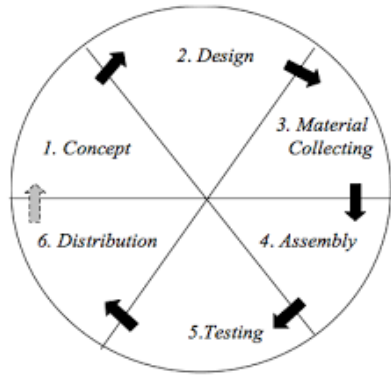 2. Design
3. Material
Collecting
1. Concept
6. Distribution
4. Assembly
5.Testing